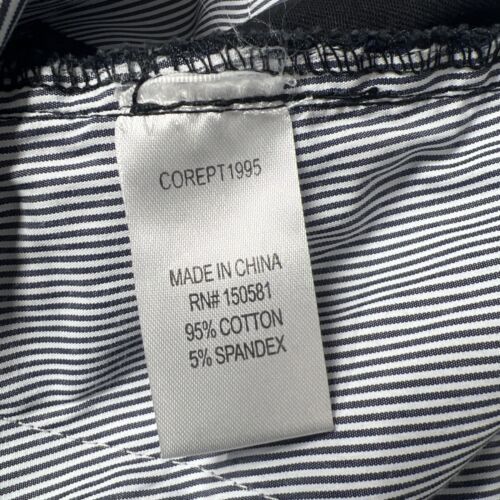 COREPT1995
MADE IN CHINA
RN# 150581
95% COTTON
5% SPANDEX